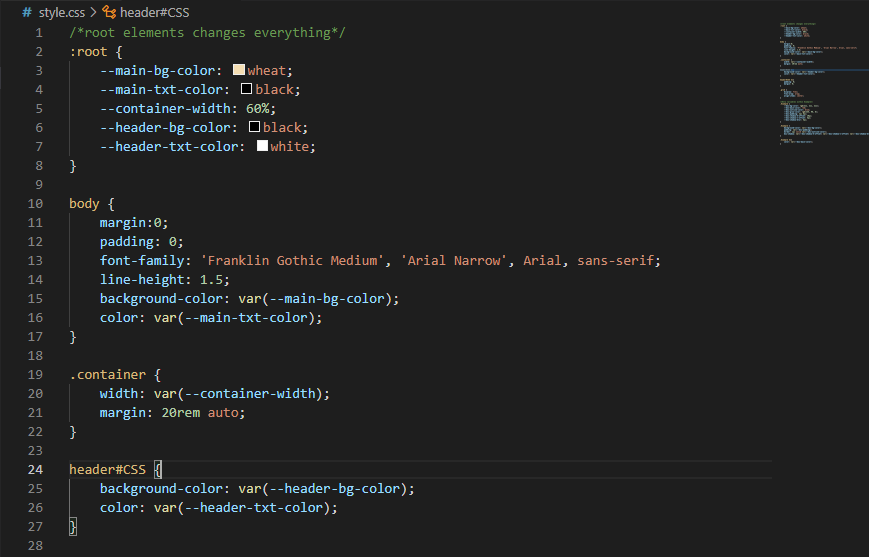 # style.css > header#CSS
1 /*root elements changes everything*/
2 :root {
3 --main-bg-color: wheat;
4 --main-txt-color: black;
5 --container-width: 60%;
6 --header-bg-color: black;
7 --header-txt-color: white;
8 }
9
10 body {
11 margin:0;
12 padding: 0;
13 font-family: 'Franklin Gothic Medium', 'Arial Narrow', Arial, sans-serif;
14 line-height: 1.5;
15 background-color: var(--main-bg-color);
16 color: var(--main-txt-color);
17 }
18
19 .container {
20 width: var(--container-width);
21 margin: 20rem auto;
22 }
23
24 header#CSS {
25 background-color: var(--header-bg-color);
26 color: var(--header-txt-color);
27 }
28